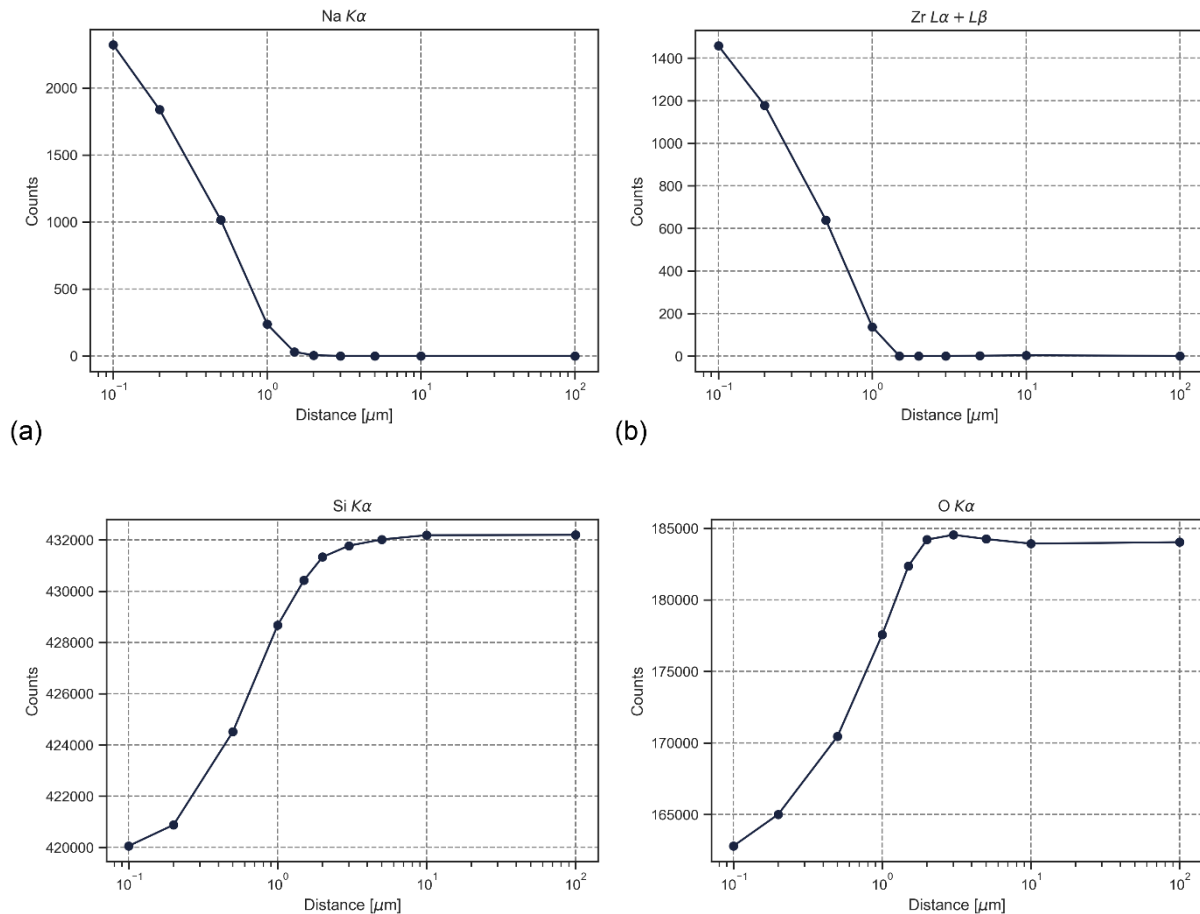 Na Kα
2000
1500
1000
500
0
Counts
10⁻¹ 10⁰ 10¹ 10²
Distance [μm]
(a)
Zr Lα + Lβ
1400
1200
1000
800
600
400
200
0
Counts
10⁻¹ 10⁰ 10¹ 10²
Distance [μm]
(b)
Si Kα
432000
430000
428000
426000
424000
422000
420000
Counts
10⁻¹ 10⁰ 10¹ 10²
Distance [μm]
O Kα
185000
180000
175000
170000
165000
Counts
10⁻¹ 10⁰ 10¹ 10²
Distance [μm]